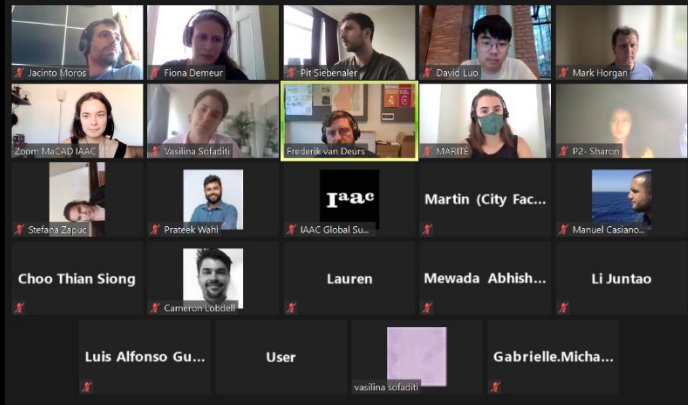 Jacinto Moros
Fiona Demeur
Pit Siebenaler
David Luo
Mark Horgan
Zoom MaCAD IAAC
Vasilina Sofaditi
Frederik van Deurs
MARITE
P2- Sharon
Stefana Zapuc
Prateek Wahi
Iaac
IAAC Global Su...
Martin (City Fac...
Manuel Casiano...
Choo Thian Siong
Cameron Lobdell
Lauren
Mewada Abhish...
Li Juntao
Luis Alfonso Gu...
User
vasilina sofaditi
Gabrielle.Micha...